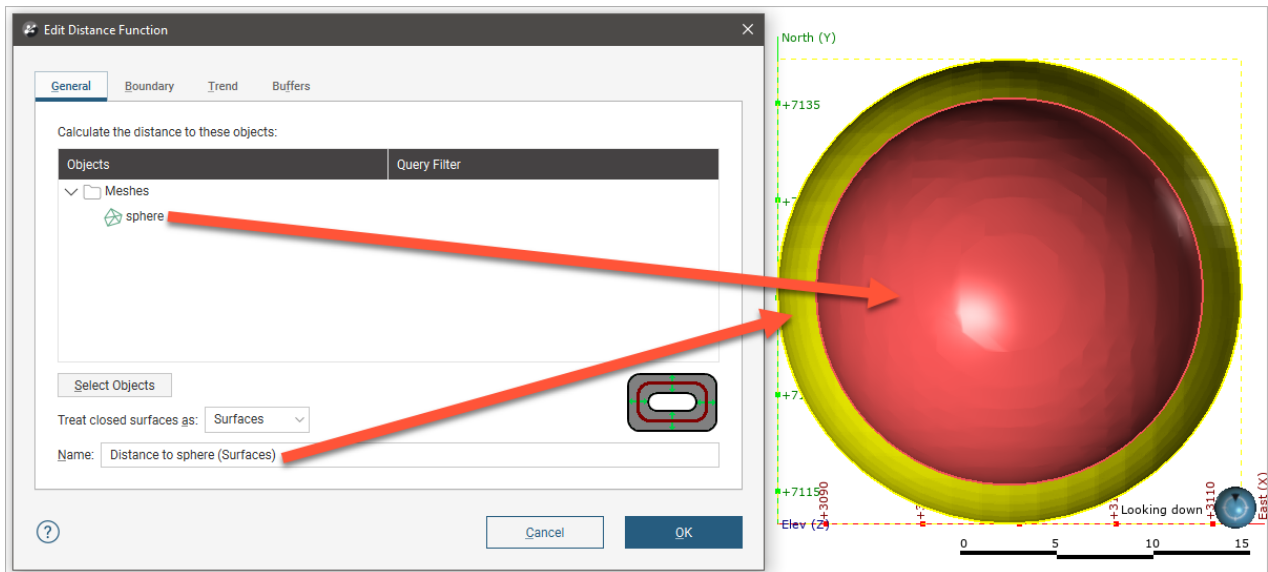 Edit Distance Function
General Boundary Trend Buffers
Calculate the distance to these objects:
Objects Query Filter
Meshes
sphere
Select Objects
Treat closed surfaces as: Surfaces
Name: Distance to sphere (Surfaces)
? Cancel OK
North (Y)
+7135
+7115
Elev (Z)
+3090
+3110
East (X)
Looking down
0 5 10 15